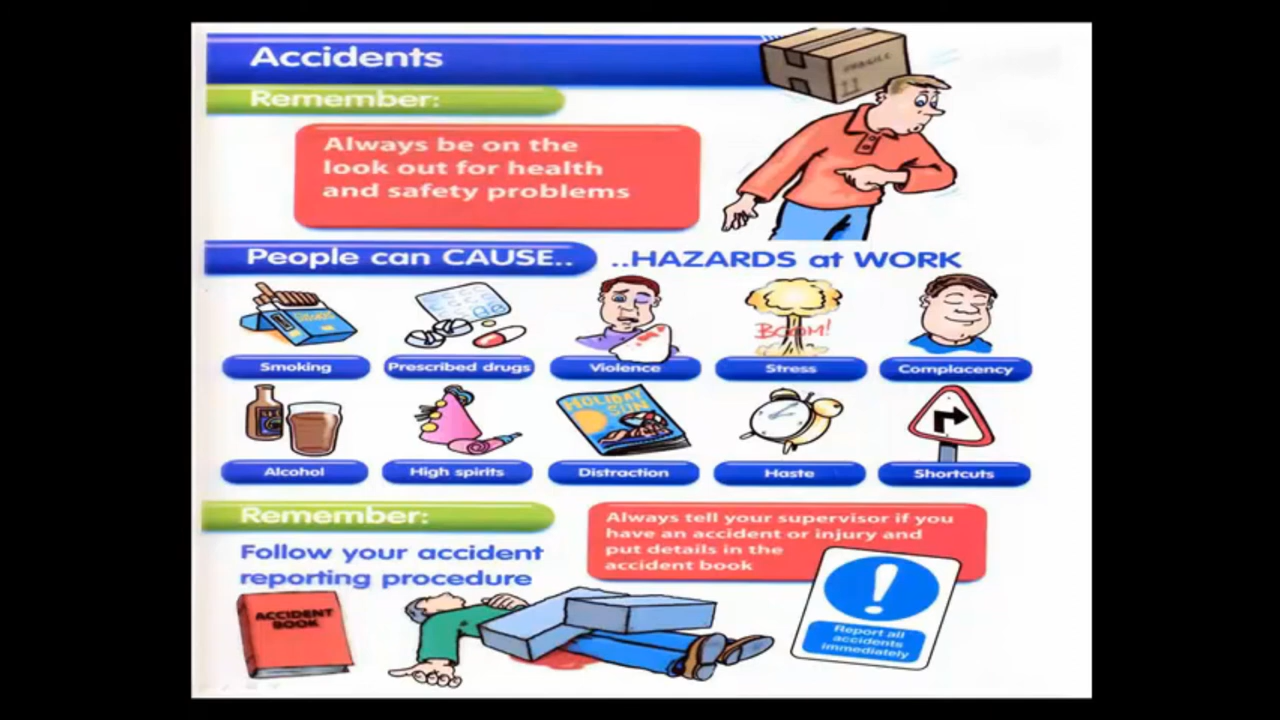 Accidents
FRAGILE
Remember:
Always be on the
look out for health
and safety problems
People can CAUSE.. ..HAZARDS at WORK
BOOM!
Smoking Prescribed drugs Violence Stress Complacency
HOLIDAY
SUN
Alcohol High spirits Distraction Haste Shortcuts
Remember:
Always tell your supervisor if you
have an accident or injury and
put details in the
accident book
Follow your accident
reporting procedure
ACCIDENT
BOOK
Report all
accidents
immediately